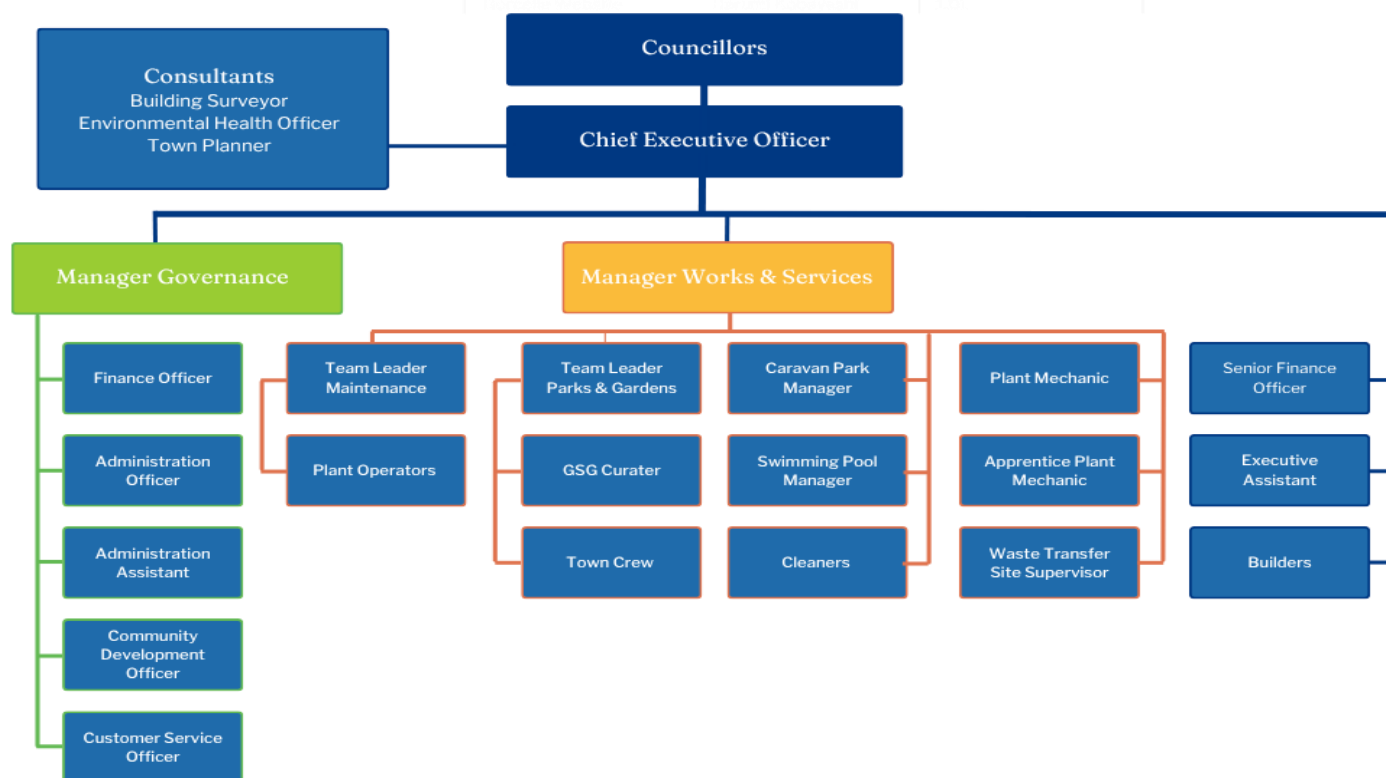 Councillors
Consultants
Building Surveyor
Environmental Health Officer
Town Planner
Chief Executive Officer
Manager Governance
Manager Works & Services
Finance Officer
Administration
Officer
Administration
Assistant
Community
Development
Officer
Customer Service
Officer
Team Leader
Maintenance
Plant Operators
Team Leader
Parks & Gardens
GSG Curater
Town Crew
Caravan Park
Manager
Swimming Pool
Manager
Cleaners
Plant Mechanic
Apprentice Plant
Mechanic
Waste Transfer
Site Supervisor
Senior Finance
Officer
Executive
Assistant
Builders